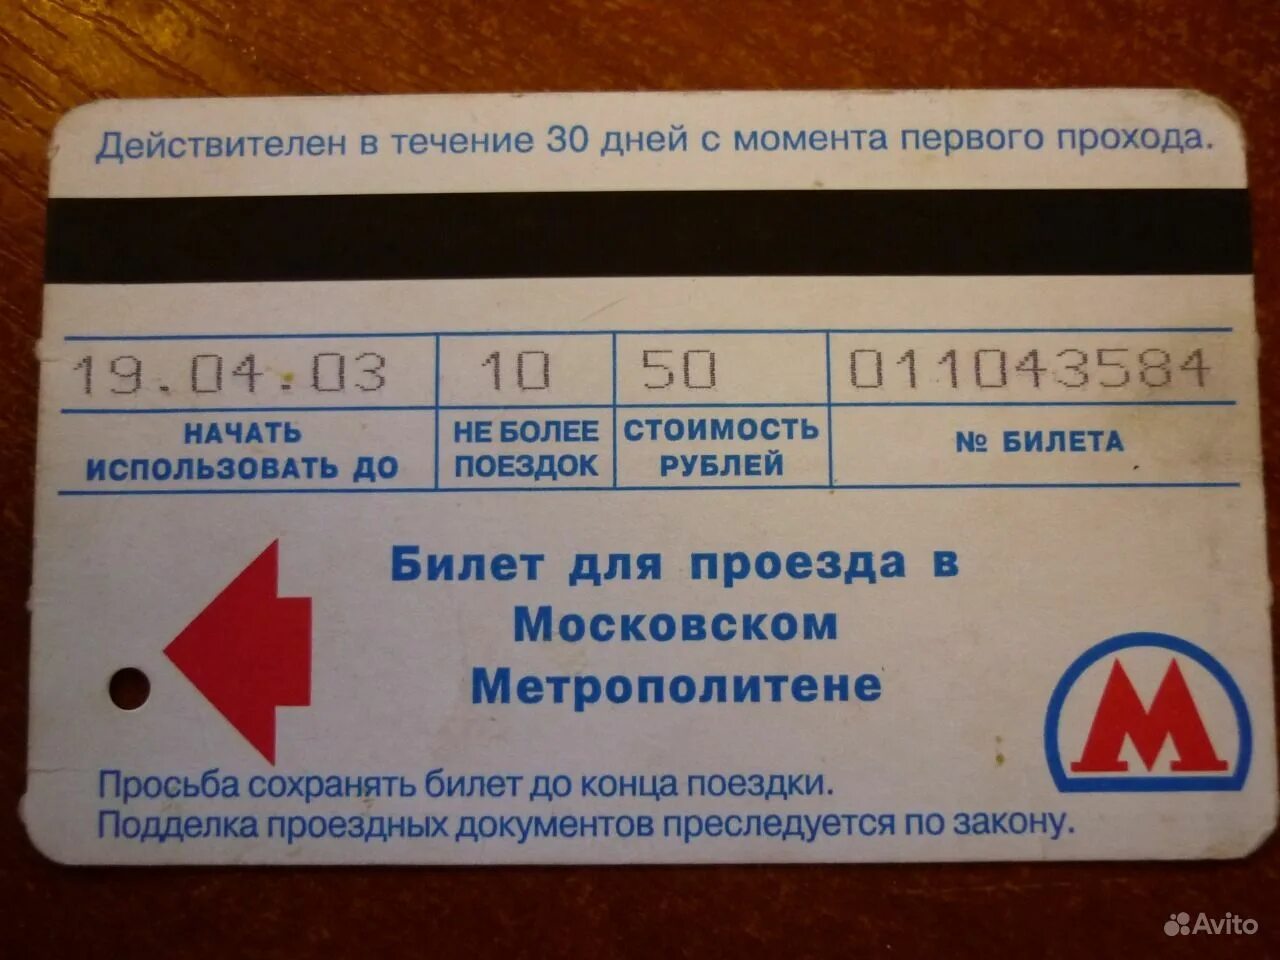 Действителен в течение 30 дней с момента первого прохода.
19.04.03 10 50 011043584
НАЧАТЬ ИСПОЛЬЗОВАТЬ ДО
НЕ БОЛЕЕ ПОЕЗДОК
СТОИМОСТЬ РУБЛЕЙ
№ БИЛЕТА
Билет для проезда в
Московском
Метрополитене
М
Просьба сохранять билет до конца поездки.
Подделка проездных документов преследуется по закону.
Avito